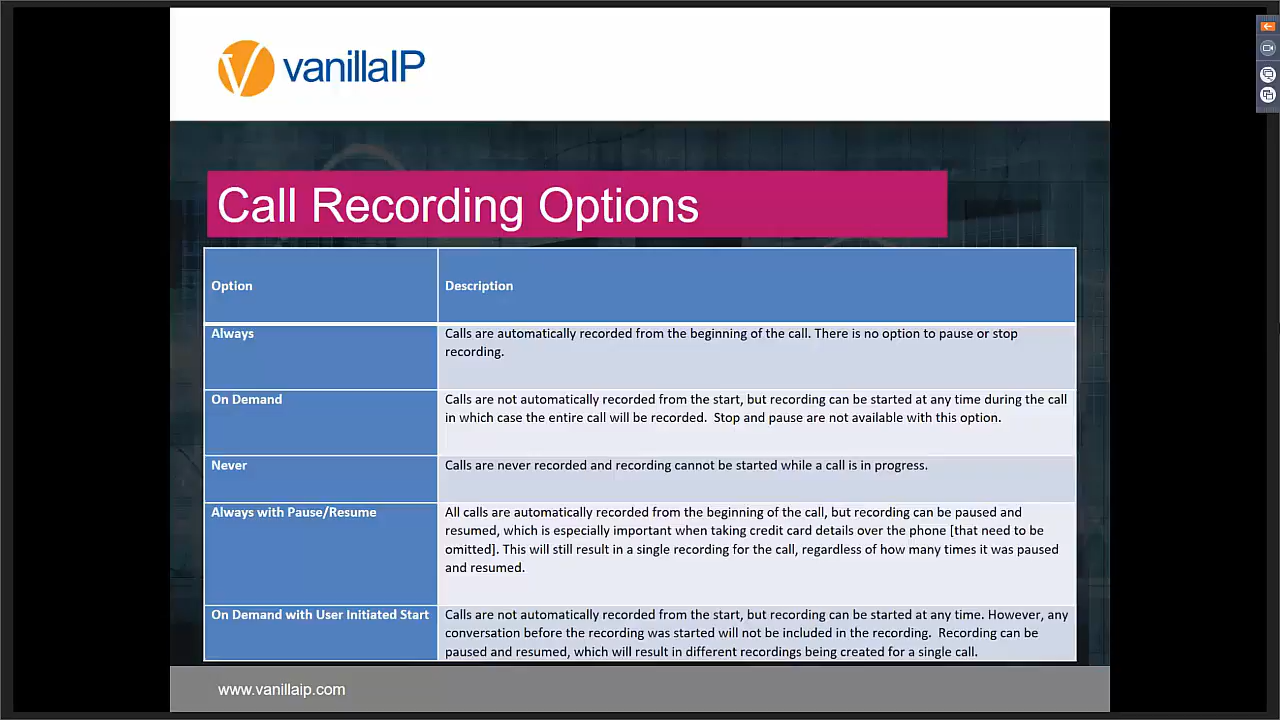 vanillaIP
Call Recording Options
Option
Description
Always
Calls are automatically recorded from the beginning of the call. There is no option to pause or stop
recording.
On Demand
Calls are not automatically recorded from the start, but recording can be started at any time during the call
in which case the entire call will be recorded.  Stop and pause are not available with this option.
Never
Calls are never recorded and recording cannot be started while a call is in progress.
Always with Pause/Resume
All calls are automatically recorded from the beginning of the call, but recording can be paused and
resumed, which is especially important when taking credit card details over the phone [that need to be
omitted]. This will still result in a single recording for the call, regardless of how many times it was paused
and resumed.
On Demand with User Initiated Start
Calls are not automatically recorded from the start, but recording can be started at any time. However, any
conversation before the recording was started will not be included in the recording.  Recording can be
paused and resumed, which will result in different recordings being created for a single call.
www.vanillaip.com